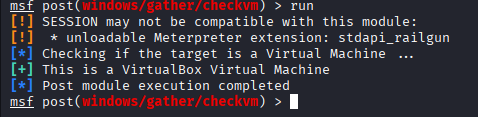 msf post(windows/gather/checkvm) > run
[!] SESSION may not be compatible with this module:
[!]  * unloadable Meterpreter extension: stdapi_railgun
[*] Checking if the target is a Virtual Machine ...
[+] This is a VirtualBox Virtual Machine
[*] Post module execution completed
msf post(windows/gather/checkvm) >